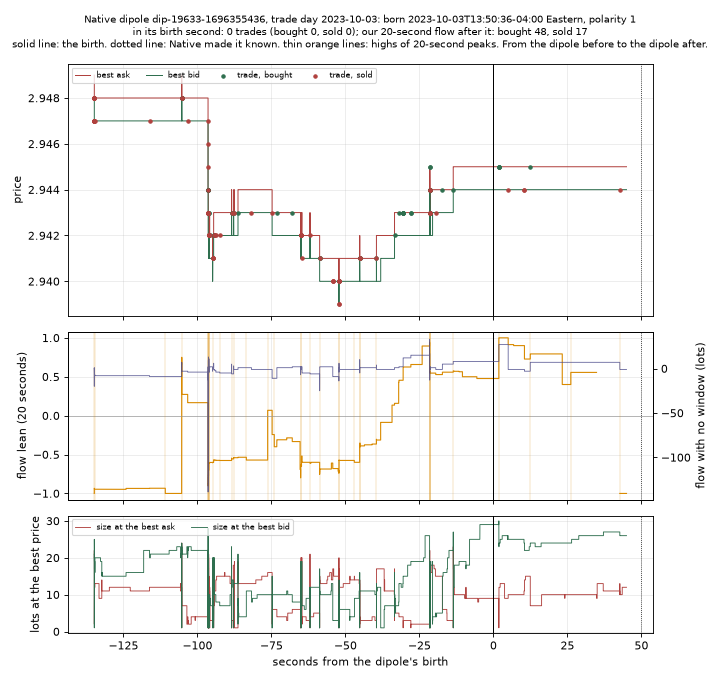 Native dipole dip-19633-1696355436, trade day 2023-10-03: born 2023-10-03T13:50:36-04:00 Eastern, polarity 1
in its birth second: 0 trades (bought 0, sold 0); our 20-second flow after it: bought 48, sold 17
solid line: the birth. dotted line: Native made it known. thin orange lines: highs of 20-second peaks. From the dipole before to the dipole after.
best ask best bid trade, bought trade, sold
2.948
2.946
2.944
2.942
2.940
price
1.0
0.5
0.0
−0.5
−1.0
flow lean (20 seconds)
0
−50
−100
flow with no window (lots)
size at the best ask size at the best bid
30
20
10
0
lots at the best price
−125 −100 −75 −50 −25 0 25 50
seconds from the dipole's birth